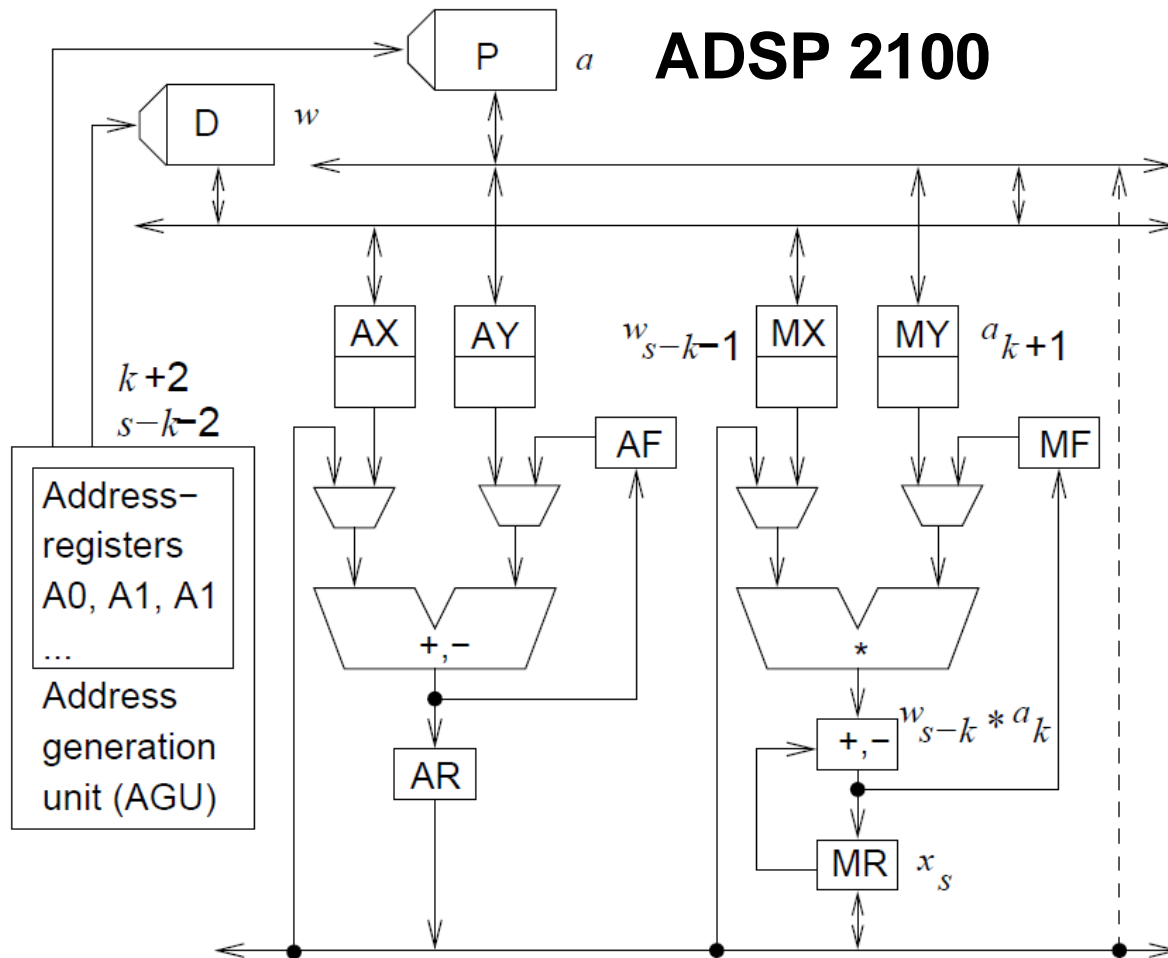 ADSP 2100
P
a
D
w
AX
AY
w_{s-k-1}
MX
MY
a_{k+1}
k+2
s-k-2
AF
MF
Address-
registers
A0, A1, A1
...
Address
generation
unit (AGU)
+,-
*
+,-
w_{s-k} * a_k
AR
MR
x_s